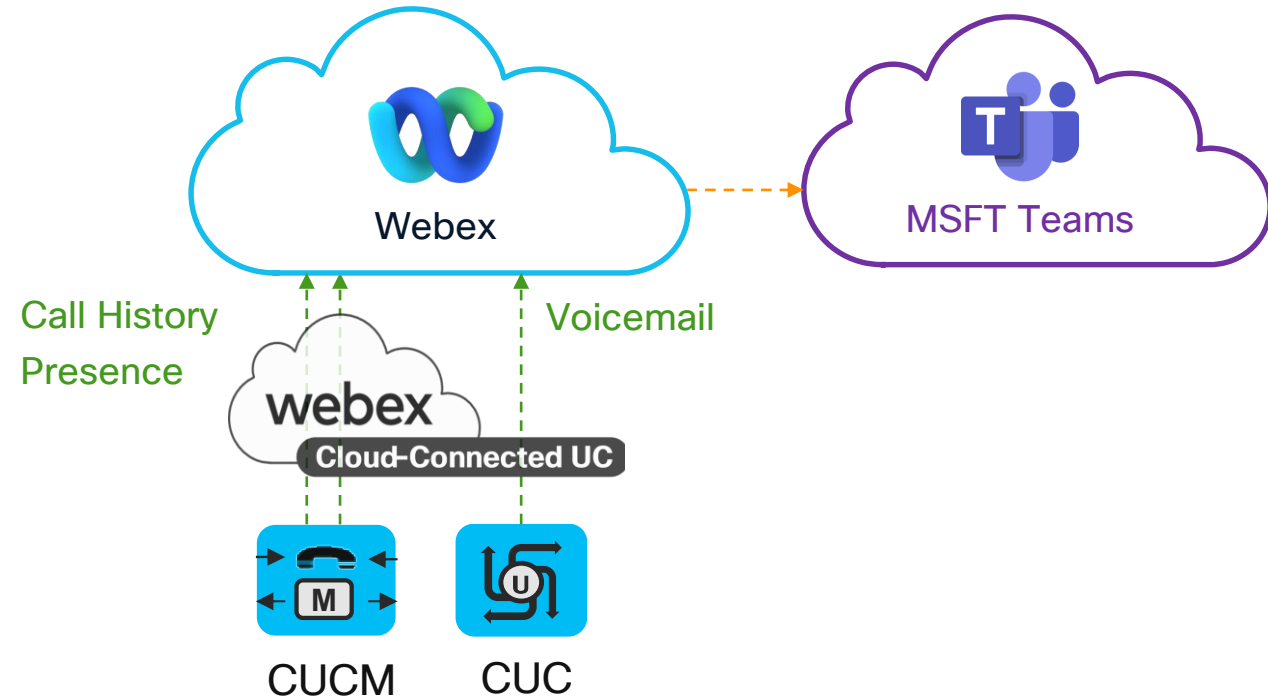 Webex
T
MSFT Teams
Call History
Presence
Voicemail
webex
Cloud-Connected UC
M
U
CUCM
CUC